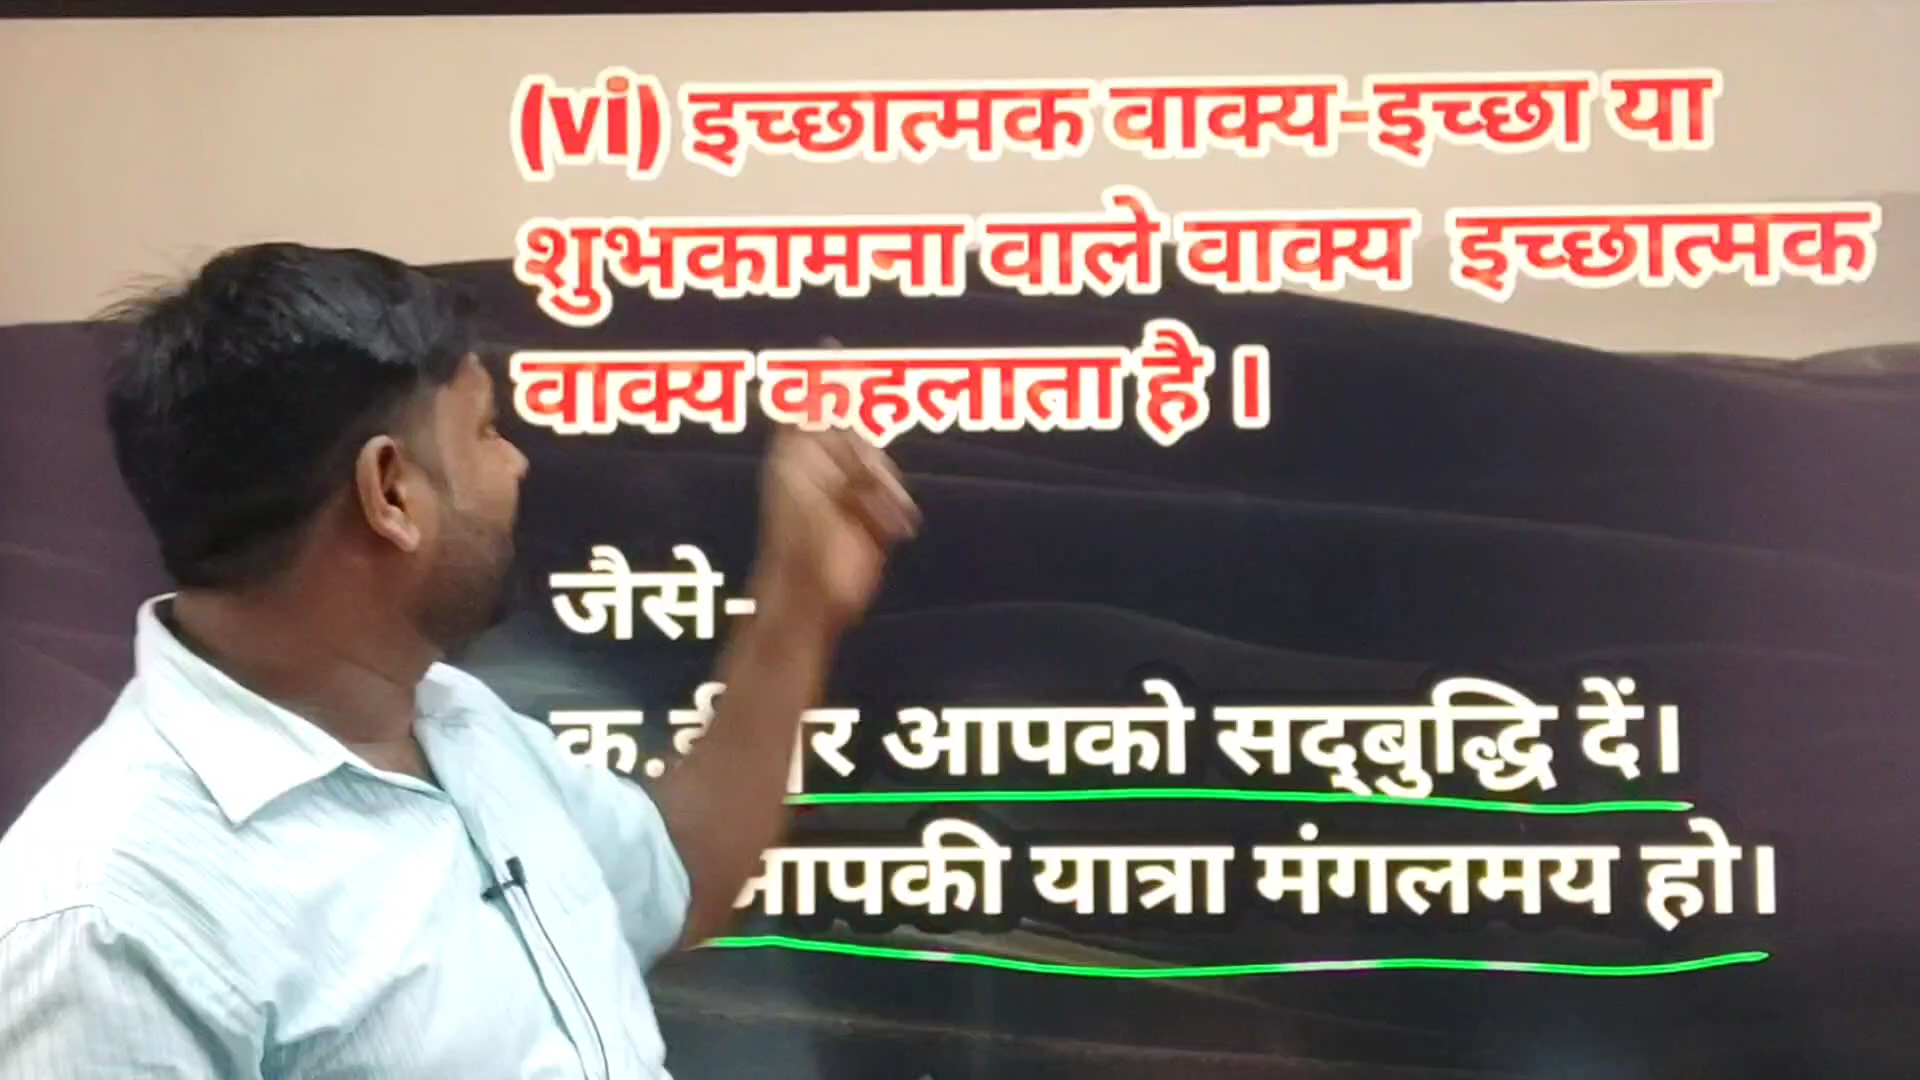 (vi) इच्छात्मक वाक्य-इच्छा या
शुभकामना वाले वाक्य इच्छात्मक
वाक्य कहलाता है ।
जैसे-
क. आपको सद्‌बुद्धि दें।
आपकी यात्रा मंगलमय हो।